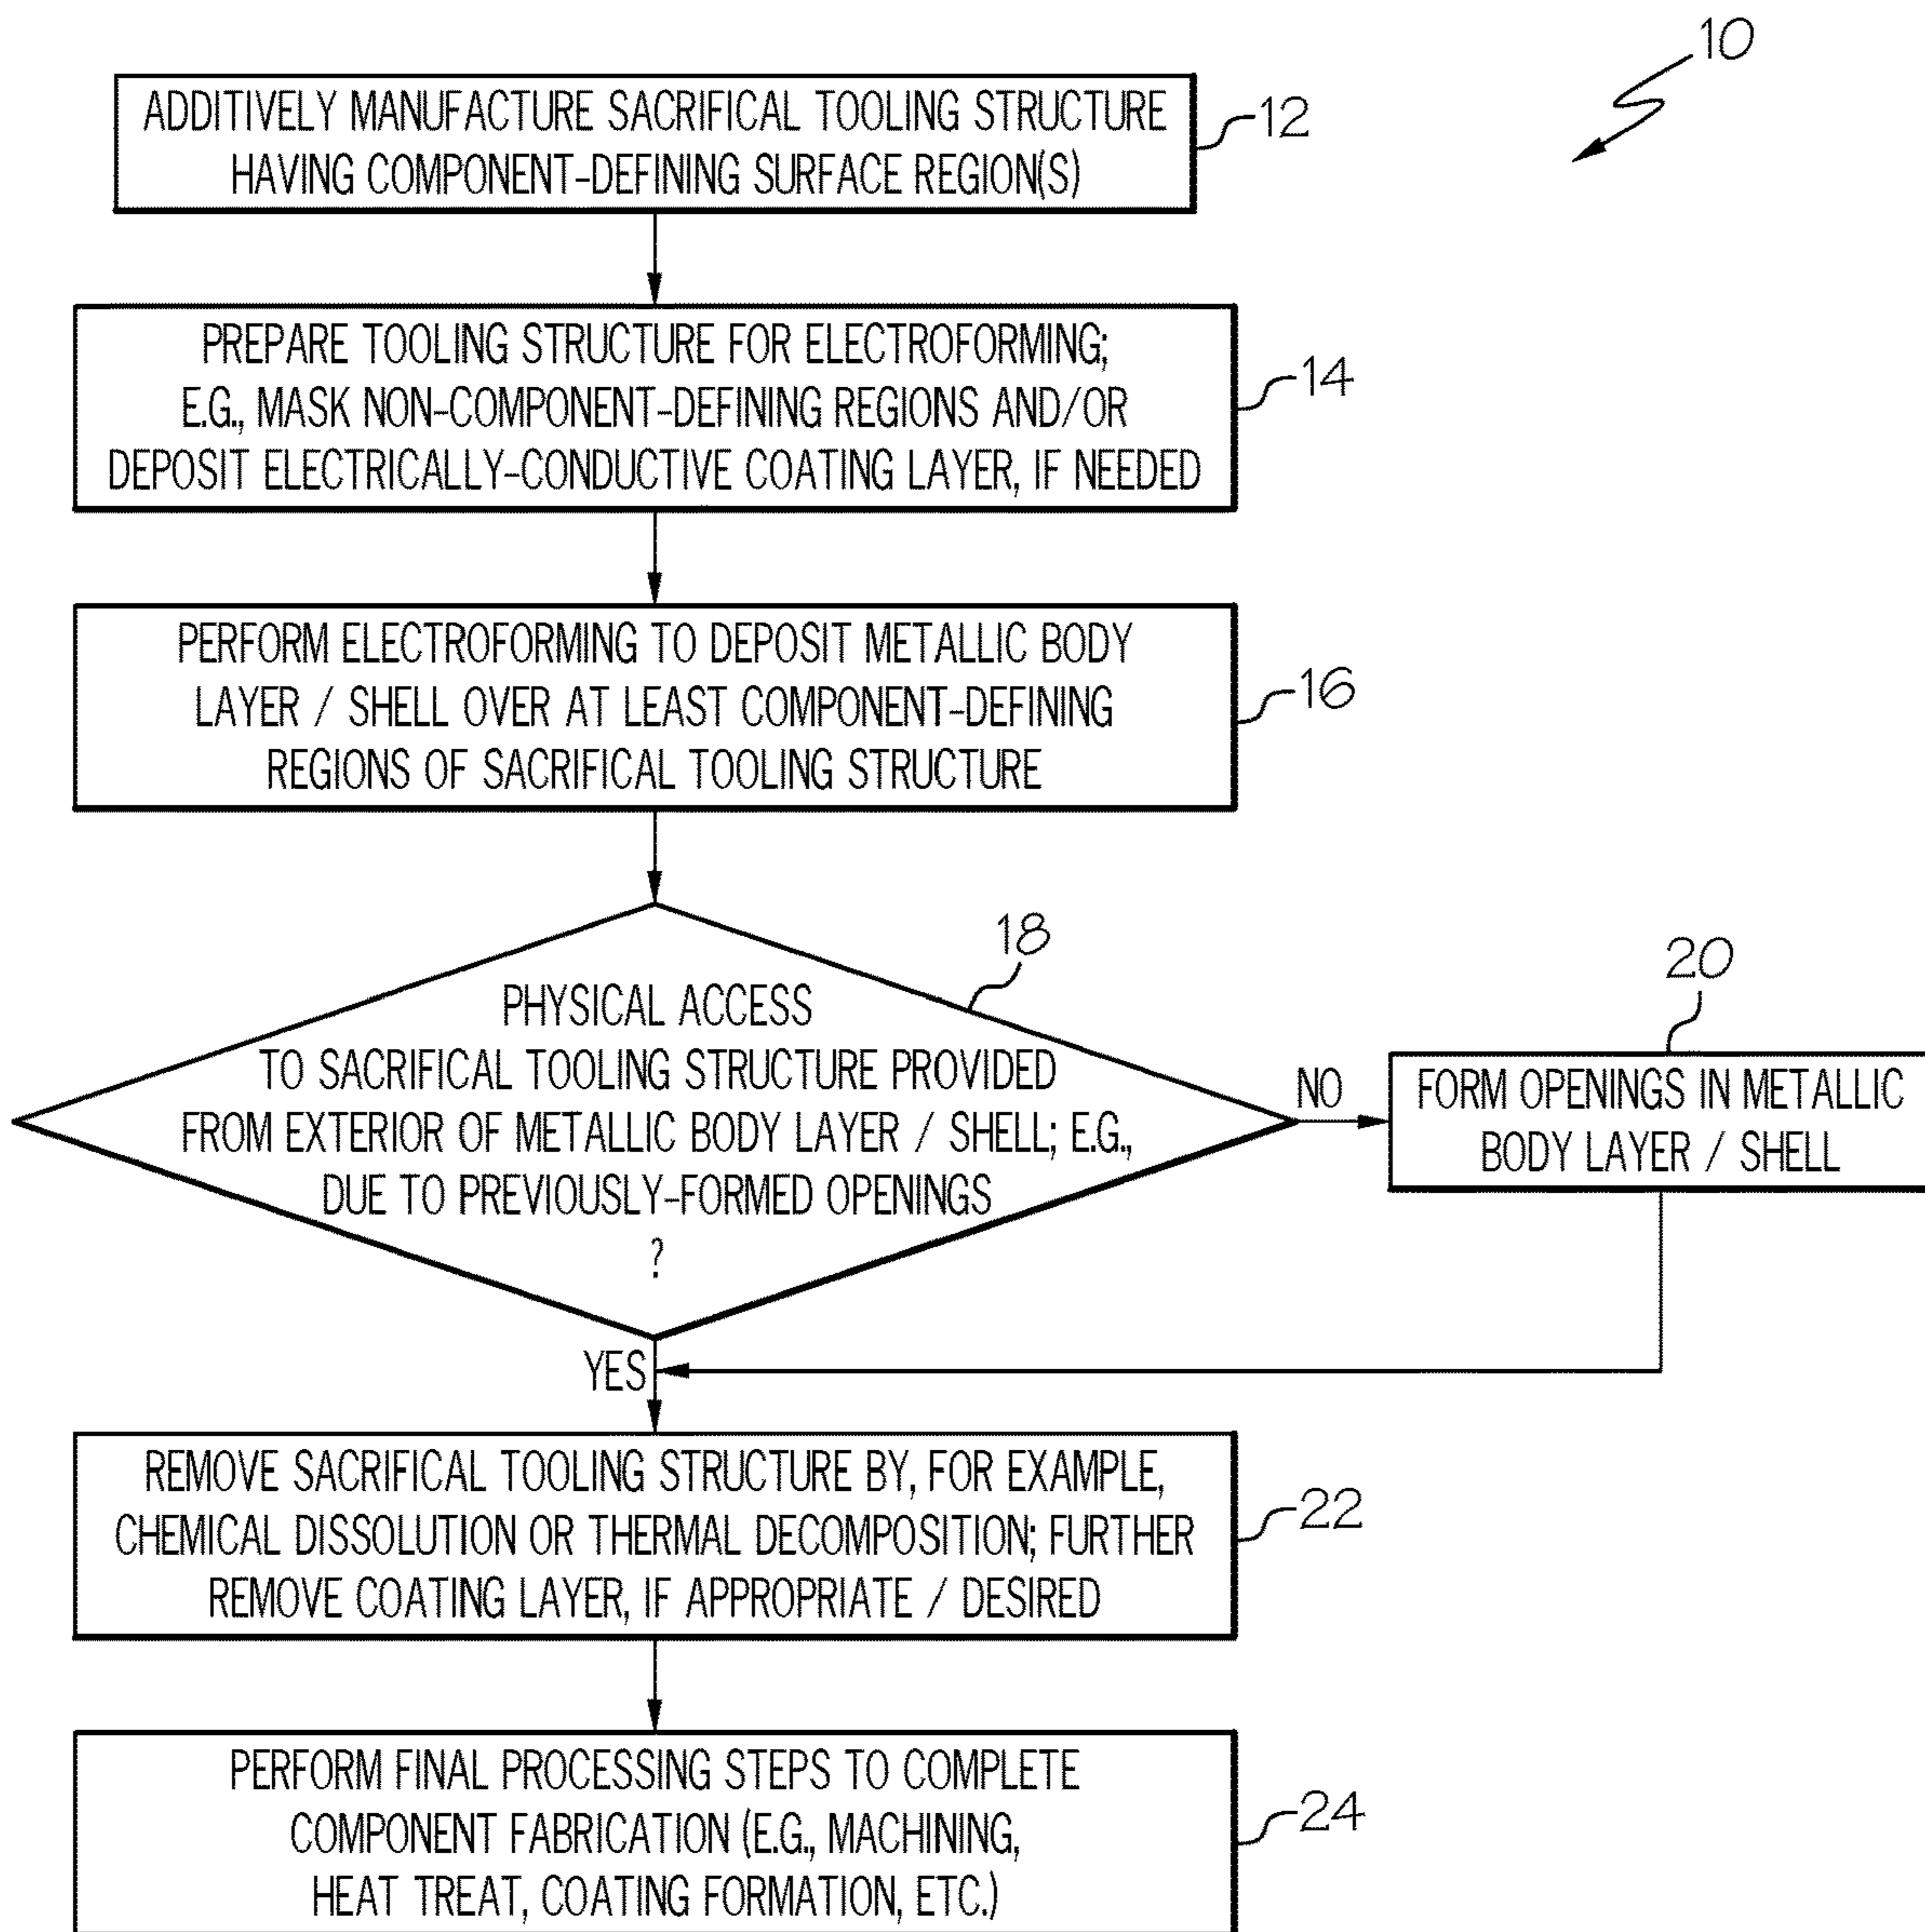 10
ADDITIVELY MANUFACTURE SACRIFICAL TOOLING STRUCTURE
HAVING COMPONENT-DEFINING SURFACE REGION(S)
12
PREPARE TOOLING STRUCTURE FOR ELECTROFORMING;
E.G., MASK NON-COMPONENT-DEFINING REGIONS AND/OR
DEPOSIT ELECTRICALLY-CONDUCTIVE COATING LAYER, IF NEEDED
14
PERFORM ELECTROFORMING TO DEPOSIT METALLIC BODY
LAYER / SHELL OVER AT LEAST COMPONENT-DEFINING
REGIONS OF SACRIFICAL TOOLING STRUCTURE
16
18
PHYSICAL ACCESS
TO SACRIFICAL TOOLING STRUCTURE PROVIDED
FROM EXTERIOR OF METALLIC BODY LAYER / SHELL; E.G.,
DUE TO PREVIOUSLY-FORMED OPENINGS
?
NO
20
FORM OPENINGS IN METALLIC
BODY LAYER / SHELL
YES
REMOVE SACRIFICAL TOOLING STRUCTURE BY, FOR EXAMPLE,
CHEMICAL DISSOLUTION OR THERMAL DECOMPOSITION; FURTHER
REMOVE COATING LAYER, IF APPROPRIATE / DESIRED
22
PERFORM FINAL PROCESSING STEPS TO COMPLETE
COMPONENT FABRICATION (E.G., MACHINING,
HEAT TREAT, COATING FORMATION, ETC.)
24